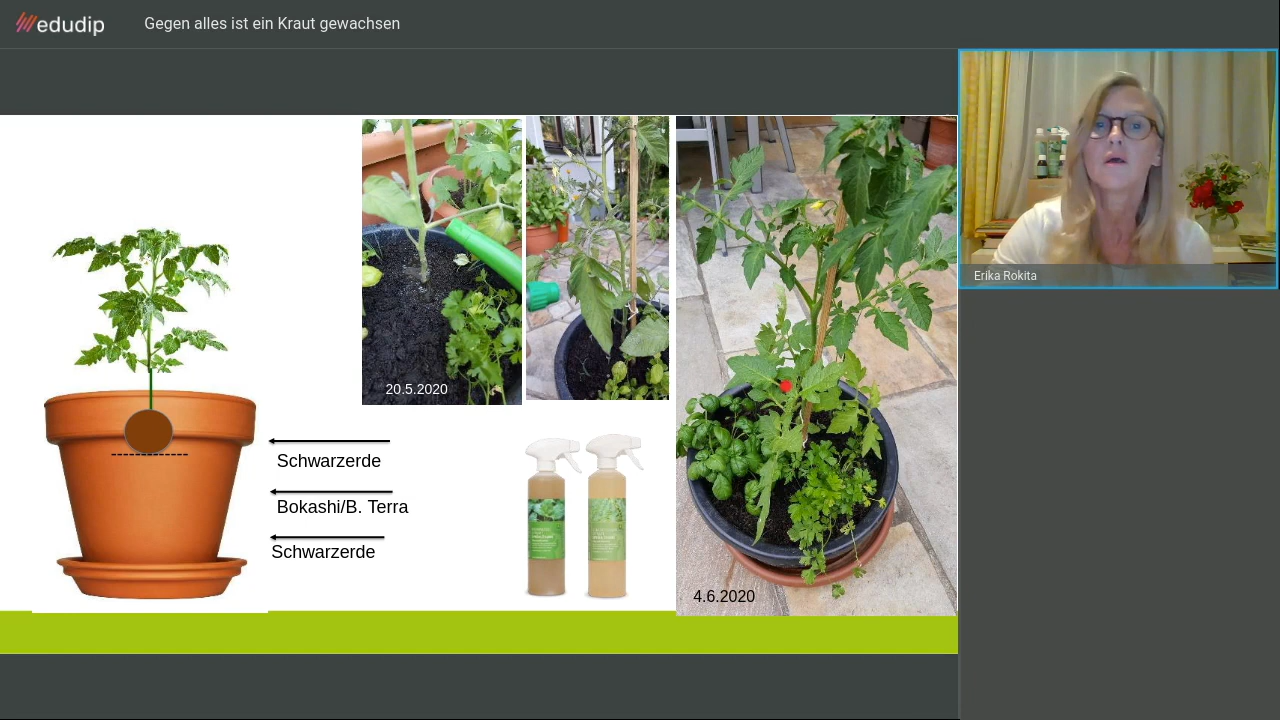 edudip
Gegen alles ist ein Kraut gewachsen
Erika Rokita
20.5.2020
Schwarzerde
Bokashi/B. Terra
Schwarzerde
4.6.2020